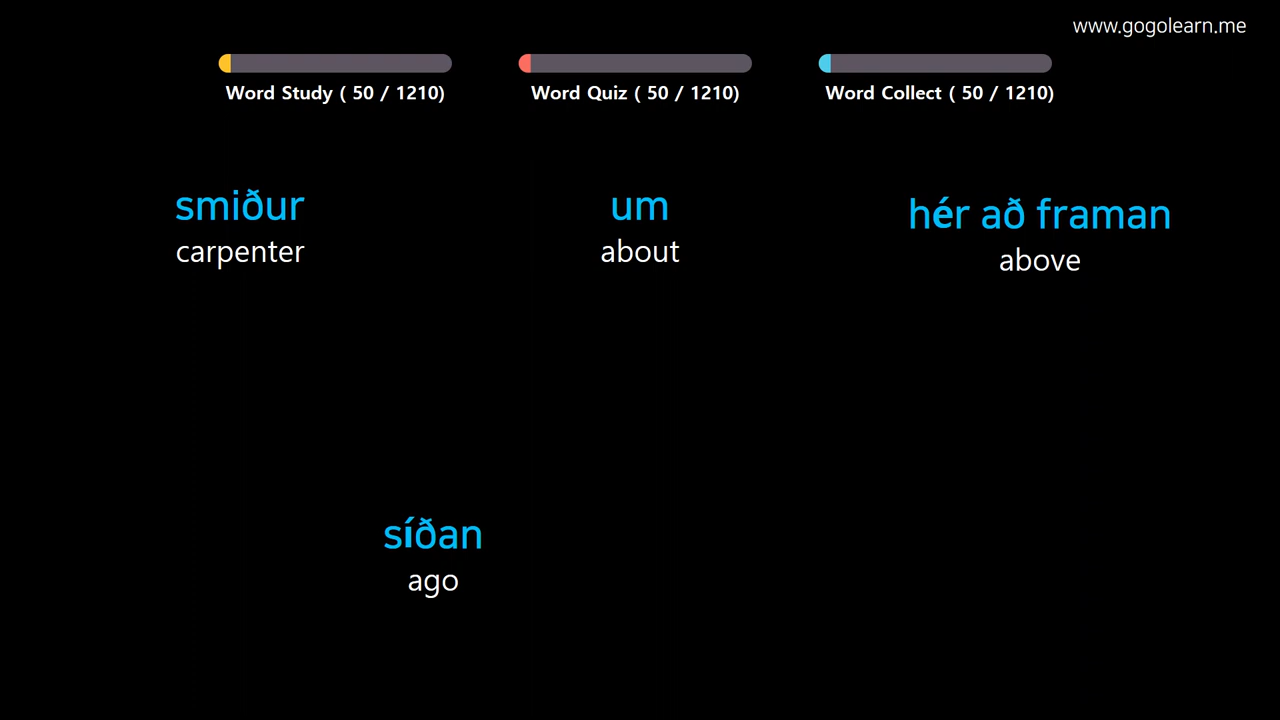 www.gogolearn.me
Word Study ( 50 / 1210)
Word Quiz ( 50 / 1210)
Word Collect ( 50 / 1210)
smiður
carpenter
um
about
hér að framan
above
síðan
ago